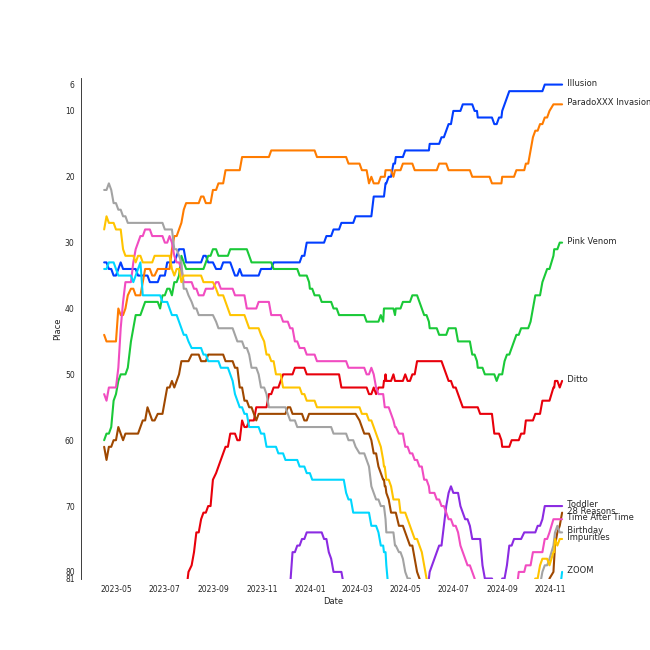 6
Illusion
ParadoXXX Invasion
10
20
30
Pink Venom
40
Place
50
Ditto
60
70
Toddler
28 Reasons
Time After Time
Birthday
Impurities
80
ZOOM
81
2023-05 2023-07 2023-09 2023-11 2024-01 2024-03 2024-05 2024-07 2024-09 2024-11
Date